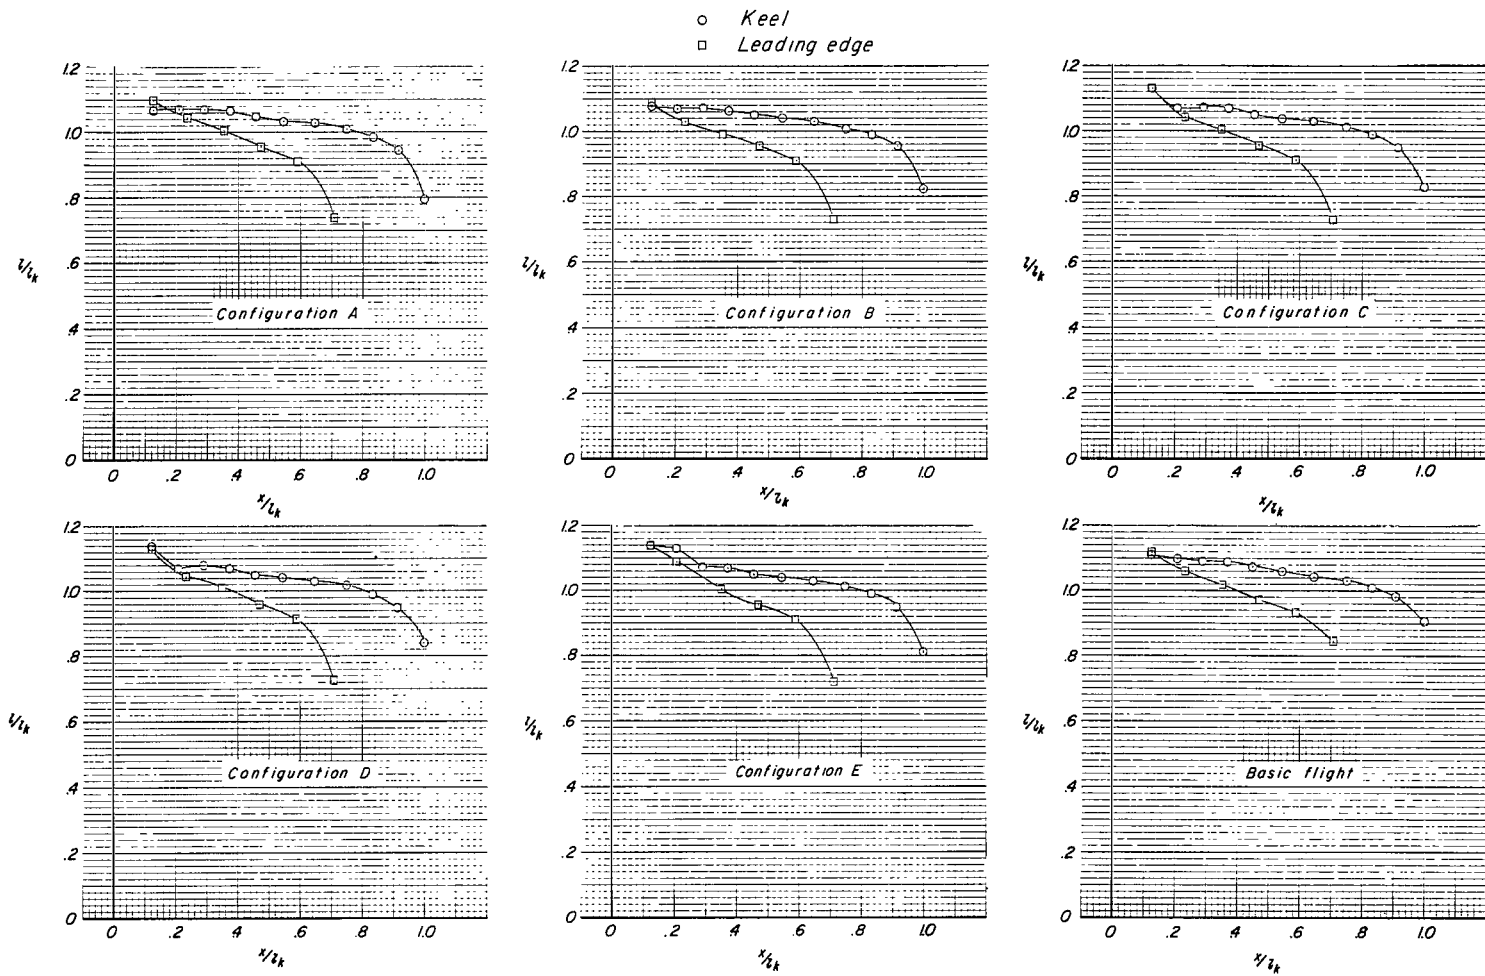 Keel
Leading edge
1.2
1.0
.8
.6
.4
.2
0
l/lk
Configuration A
0 .2 .4 .6 .8 1.0
x/lk
1.2
1.0
.8
.6
.4
.2
0
l/lk
Configuration B
0 .2 .4 .6 .8 1.0
x/lk
1.2
1.0
.8
.6
.4
.2
0
l/lk
Configuration C
0 .2 .4 .6 .8 1.0
x/lk
1.2
1.0
.8
.6
.4
.2
0
l/lk
Configuration D
0 .2 .4 .6 .8 1.0
x/lk
1.2
1.0
.8
.6
.4
.2
0
l/lk
Configuration E
0 .2 .4 .6 .8 1.0
x/lk
1.2
1.0
.8
.6
.4
.2
0
l/lk
Basic flight
0 .2 .4 .6 .8 1.0
x/lk